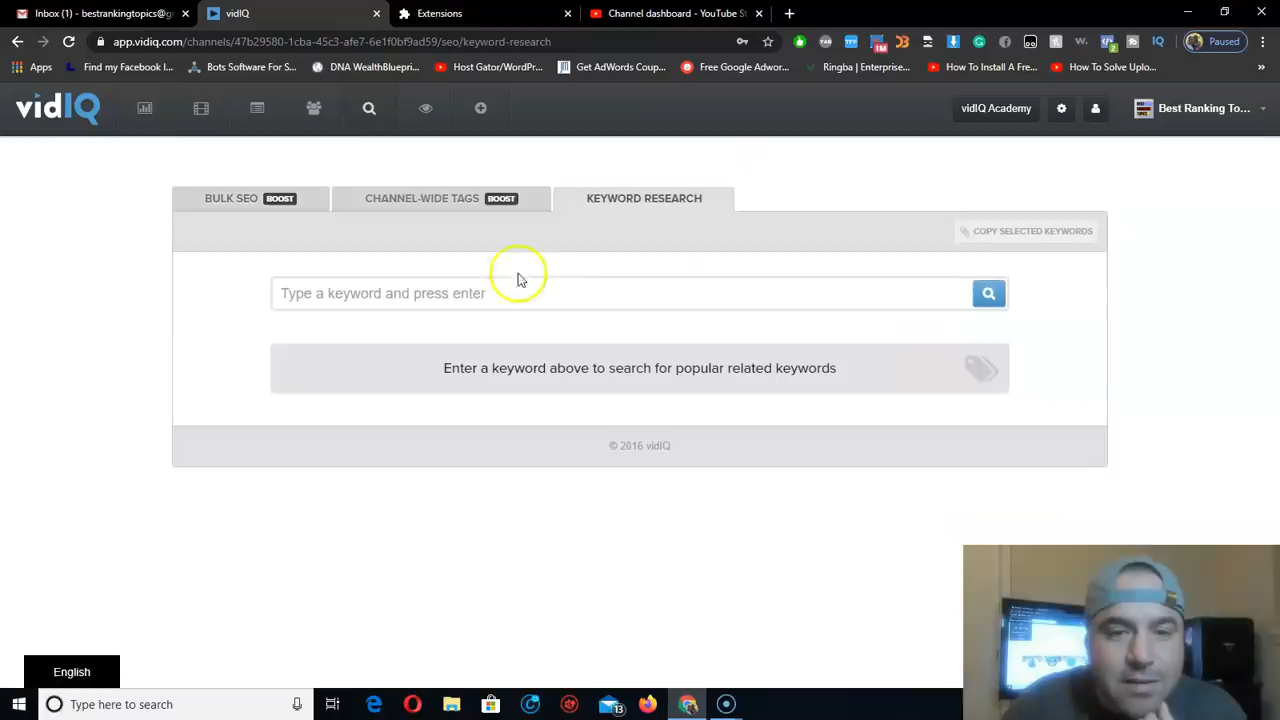 Inbox (1) - bestrankingtopics@g
vidIQ
Extensions
Channel dashboard - YouTube St
app.vidiq.com/channels/47b29580-1cba-45c3-afe7-6e1f0bf9ad59/seo/keyword-research
Paused
Apps
Find my Facebook I...
Bots Software For S...
DNA WealthBluepri...
Host Gator/WordPr...
Get AdWords Coup...
Free Google Adwor...
Ringba | Enterprise...
How To Install A Fre...
How To Solve Uplo...
vidIQ
vidIQ Academy
Best Ranking To...
BULK SEO BOOST
CHANNEL-WIDE TAGS BOOST
KEYWORD RESEARCH
COPY SELECTED KEYWORDS
Type a keyword and press enter
Enter a keyword above to search for popular related keywords
© 2016 vidIQ
English
Type here to search
13